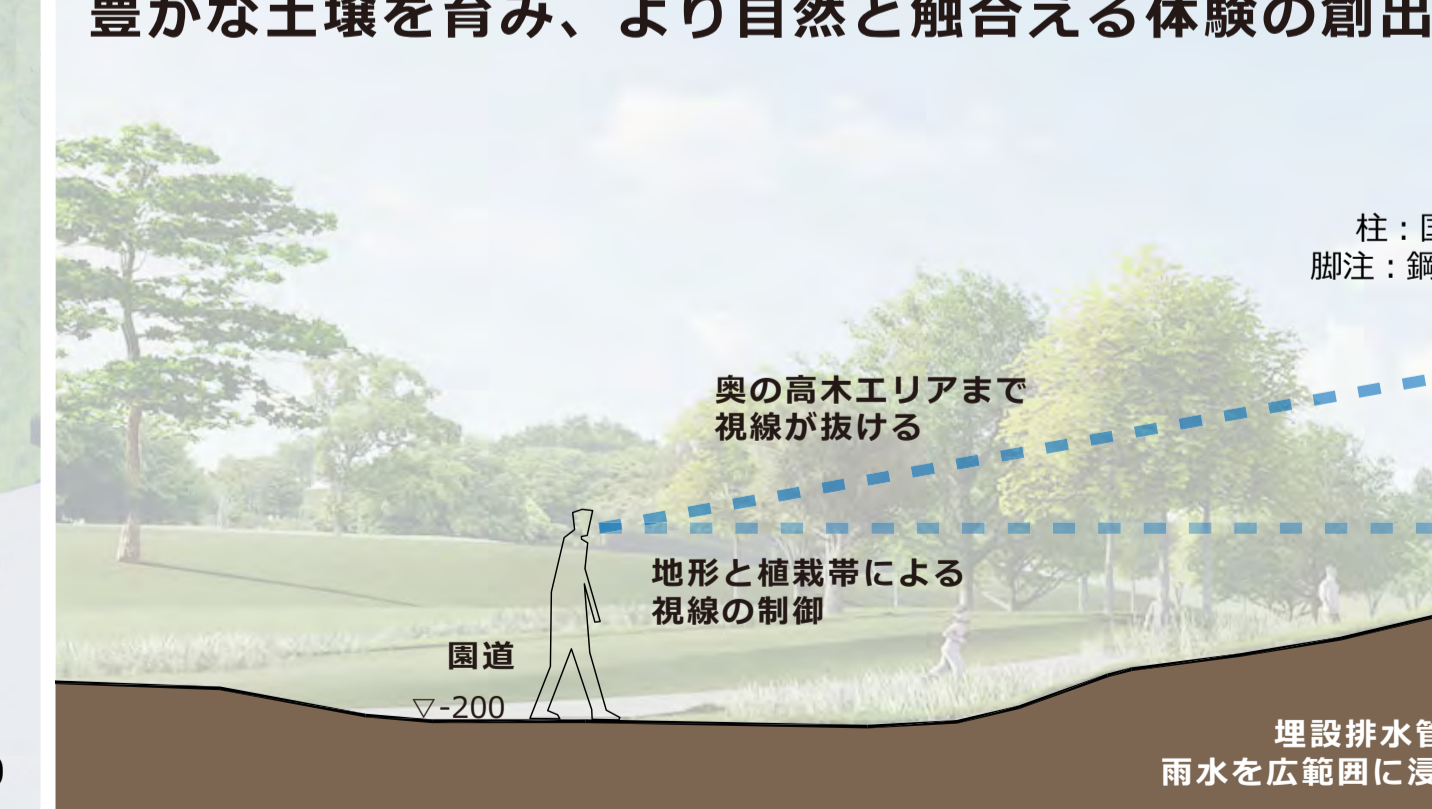 豊かな土壌を育み、より自然と触合える体験の創出
柱：
脚注：鋼
奥の高木エリアまで
視線が抜ける
地形と植栽帯による
視線の制御
園道
▽-200
埋設排水管
雨水を広範囲に浸